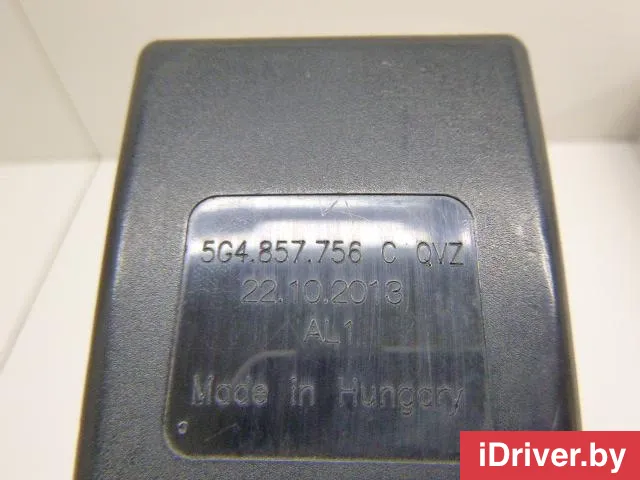 5G4.857.756 C QVZ
22.10.2013
AL1
Made in Hungary
iDriver.by